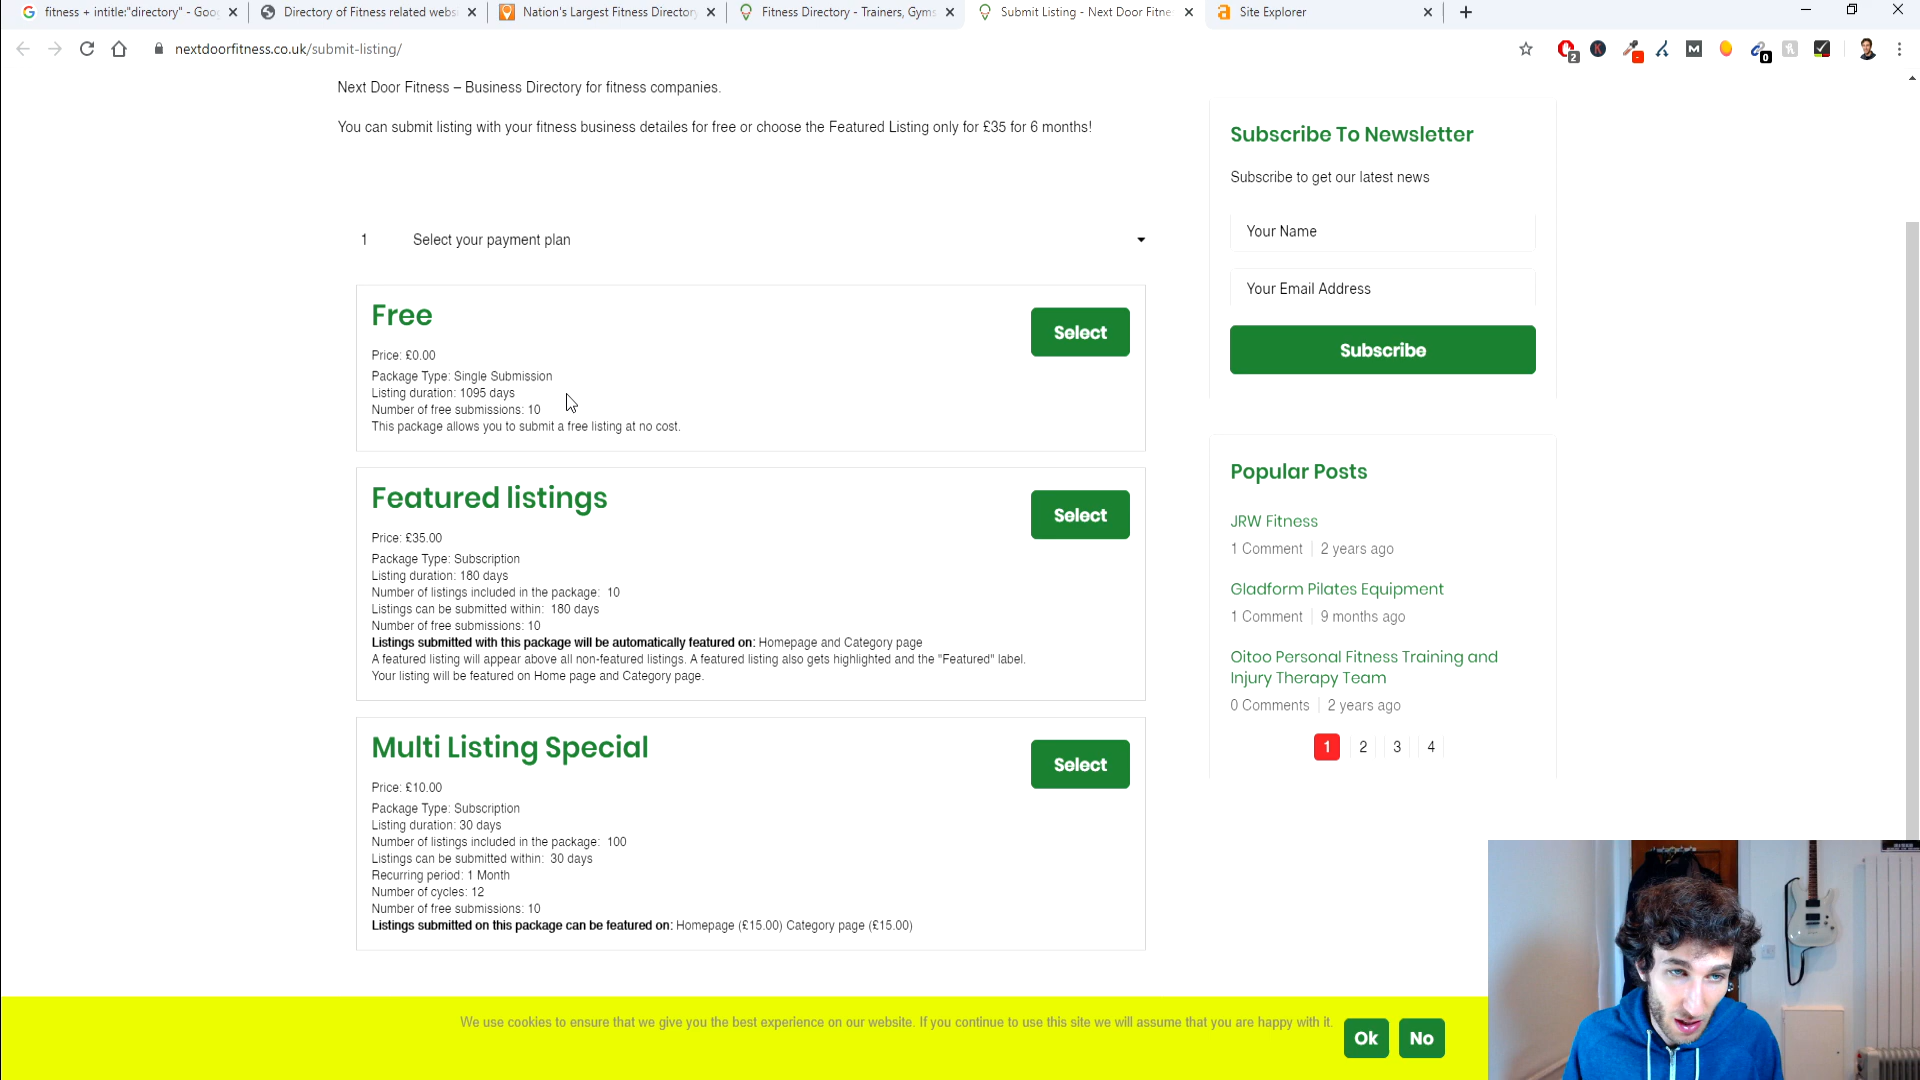 fitness + intitle:"directory" - Goo
Directory of Fitness related webs
Nation's Largest Fitness Directory
Fitness Directory - Trainers, Gyms
Submit Listing - Next Door Fitne
Site Explorer
nextdoorfitness.co.uk/submit-listing/
Next Door Fitness – Business Directory for fitness companies.
You can submit listing with your fitness business detailes for free or choose the Featured Listing only for £35 for 6 months!
1 Select your payment plan
Free
Select
Price: £0.00
Package Type: Single Submission
Listing duration: 1095 days
Number of free submissions: 10
This package allows you to submit a free listing at no cost.
Featured listings
Select
Price: £35.00
Package Type: Subscription
Listing duration: 180 days
Number of listings included in the package: 10
Listings can be submitted within: 180 days
Number of free submissions: 10
Listings submitted with this package will be automatically featured on: Homepage and Category page
A featured listing will appear above all non-featured listings. A featured listing also gets highlighted and the "Featured" label.
Your listing will be featured on Home page and Category page.
Multi Listing Special
Select
Price: £10.00
Package Type: Subscription
Listing duration: 30 days
Number of listings included in the package: 100
Listings can be submitted within: 30 days
Recurring period: 1 Month
Number of cycles: 12
Number of free submissions: 10
Listings submitted on this package can be featured on: Homepage (£15.00) Category page (£15.00)
Subscribe To Newsletter
Subscribe to get our latest news
Your Name
Your Email Address
Subscribe
Popular Posts
JRW Fitness
1 Comment 2 years ago
Gladform Pilates Equipment
1 Comment 9 months ago
Oitoo Personal Fitness Training and
Injury Therapy Team
0 Comments 2 years ago
1 2 3 4
We use cookies to ensure that we give you the best experience on our website. If you continue to use this site we will assume that you are happy with it.
Ok No